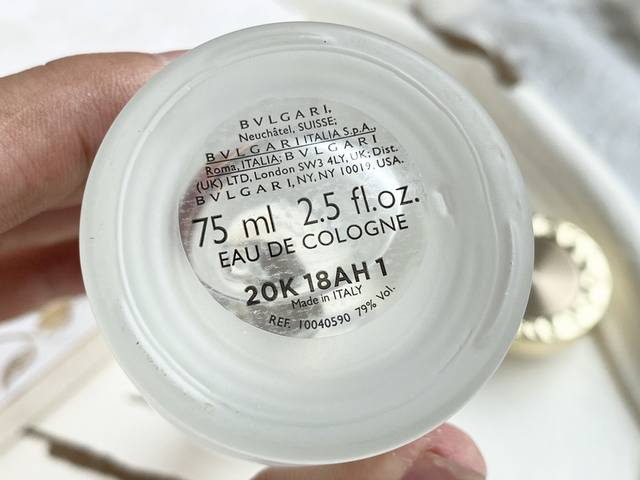 BVLGARI,
Neuchâtel, SUISSE;
BVLGARI ITALIA S.p.A.,
Roma, ITALIA; BVLGARI
(UK) LTD, London SW3 4LY, UK; Dist.
BVLGARI, NY, NY 10019. USA.
75 ml 2.5 fl.oz.
EAU DE COLOGNE
20K 18AH 1
Made in ITALY
REF. 10040590 79% Vol.